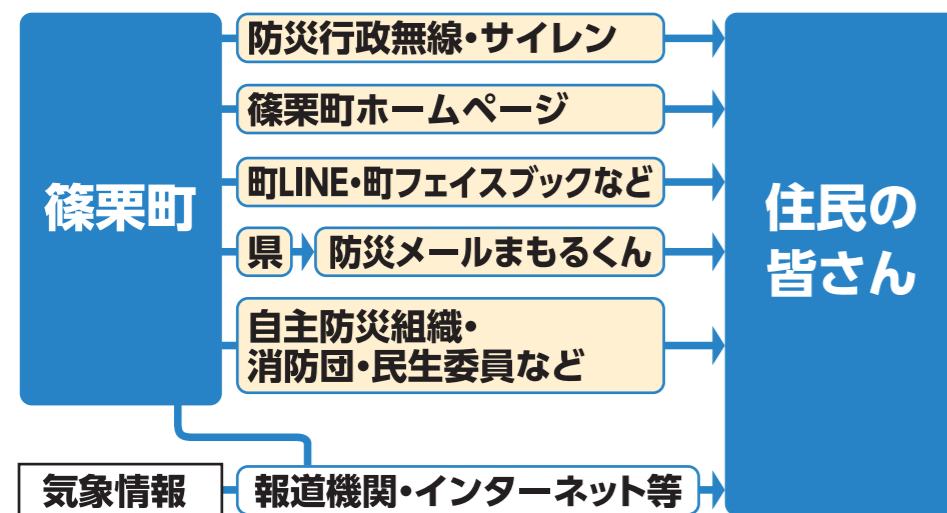 篠栗町
防災行政無線・サイレン
篠栗町ホームページ
町LINE・町フェイスブックなど
県
防災メールまもるくん
自主防災組織・
消防団・民生委員など
気象情報
報道機関・インターネット等
住民の
皆さん